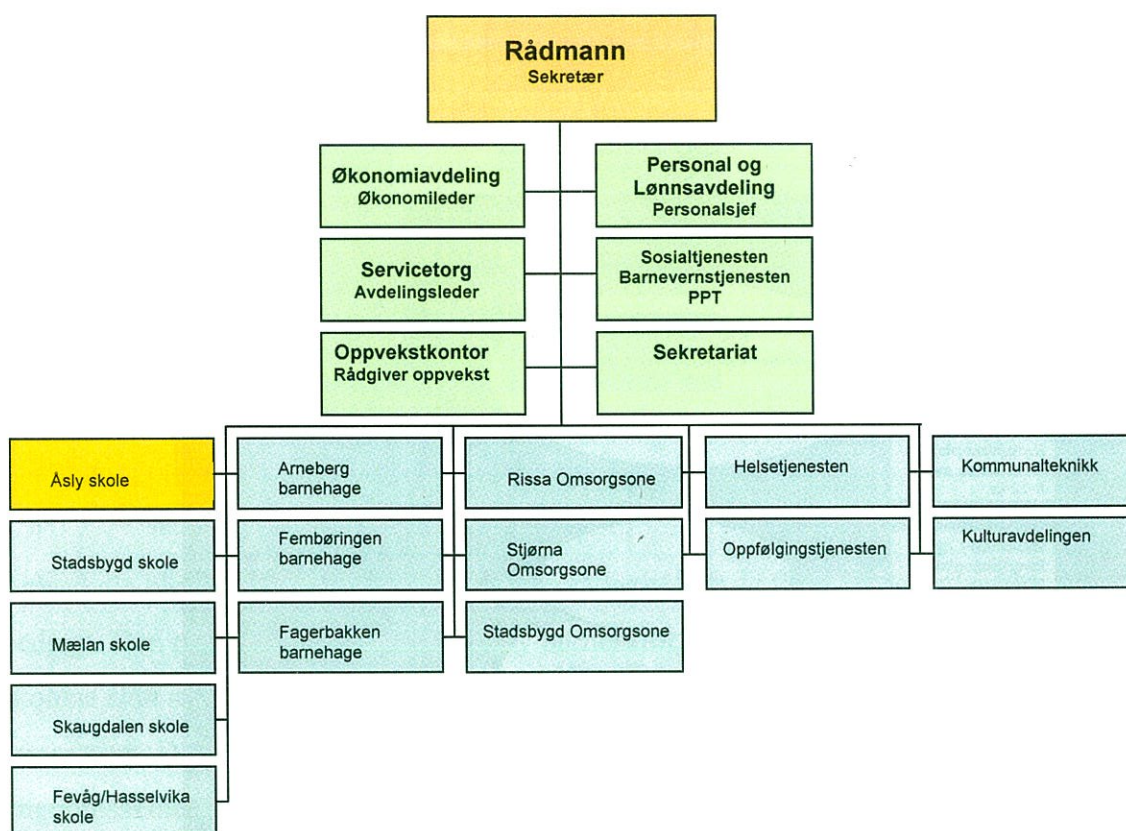 Rådmann
Sekretær
Økonomiavdeling
Økonomileder
Personal og
Lønnsavdeling
Personalsjef
Servicetorg
Avdelingsleder
Sosialtjenesten
Barnevernstjenesten
PPT
Oppvekstkontor
Rådgiver oppvekst
Sekretariat
Åsly skole
Arneberg
barnehage
Rissa Omsorgsone
Helsetjenesten
Kommunalteknikk
Stadsbygd skole
Fembøringen
barnehage
Stjørna
Omsorgsone
Oppfølgingstjenesten
Kulturavdelingen
Mælan skole
Fagerbakken
barnehage
Stadsbygd Omsorgsone
Skaugdalen skole
Fevåg/Hasselvika
skole